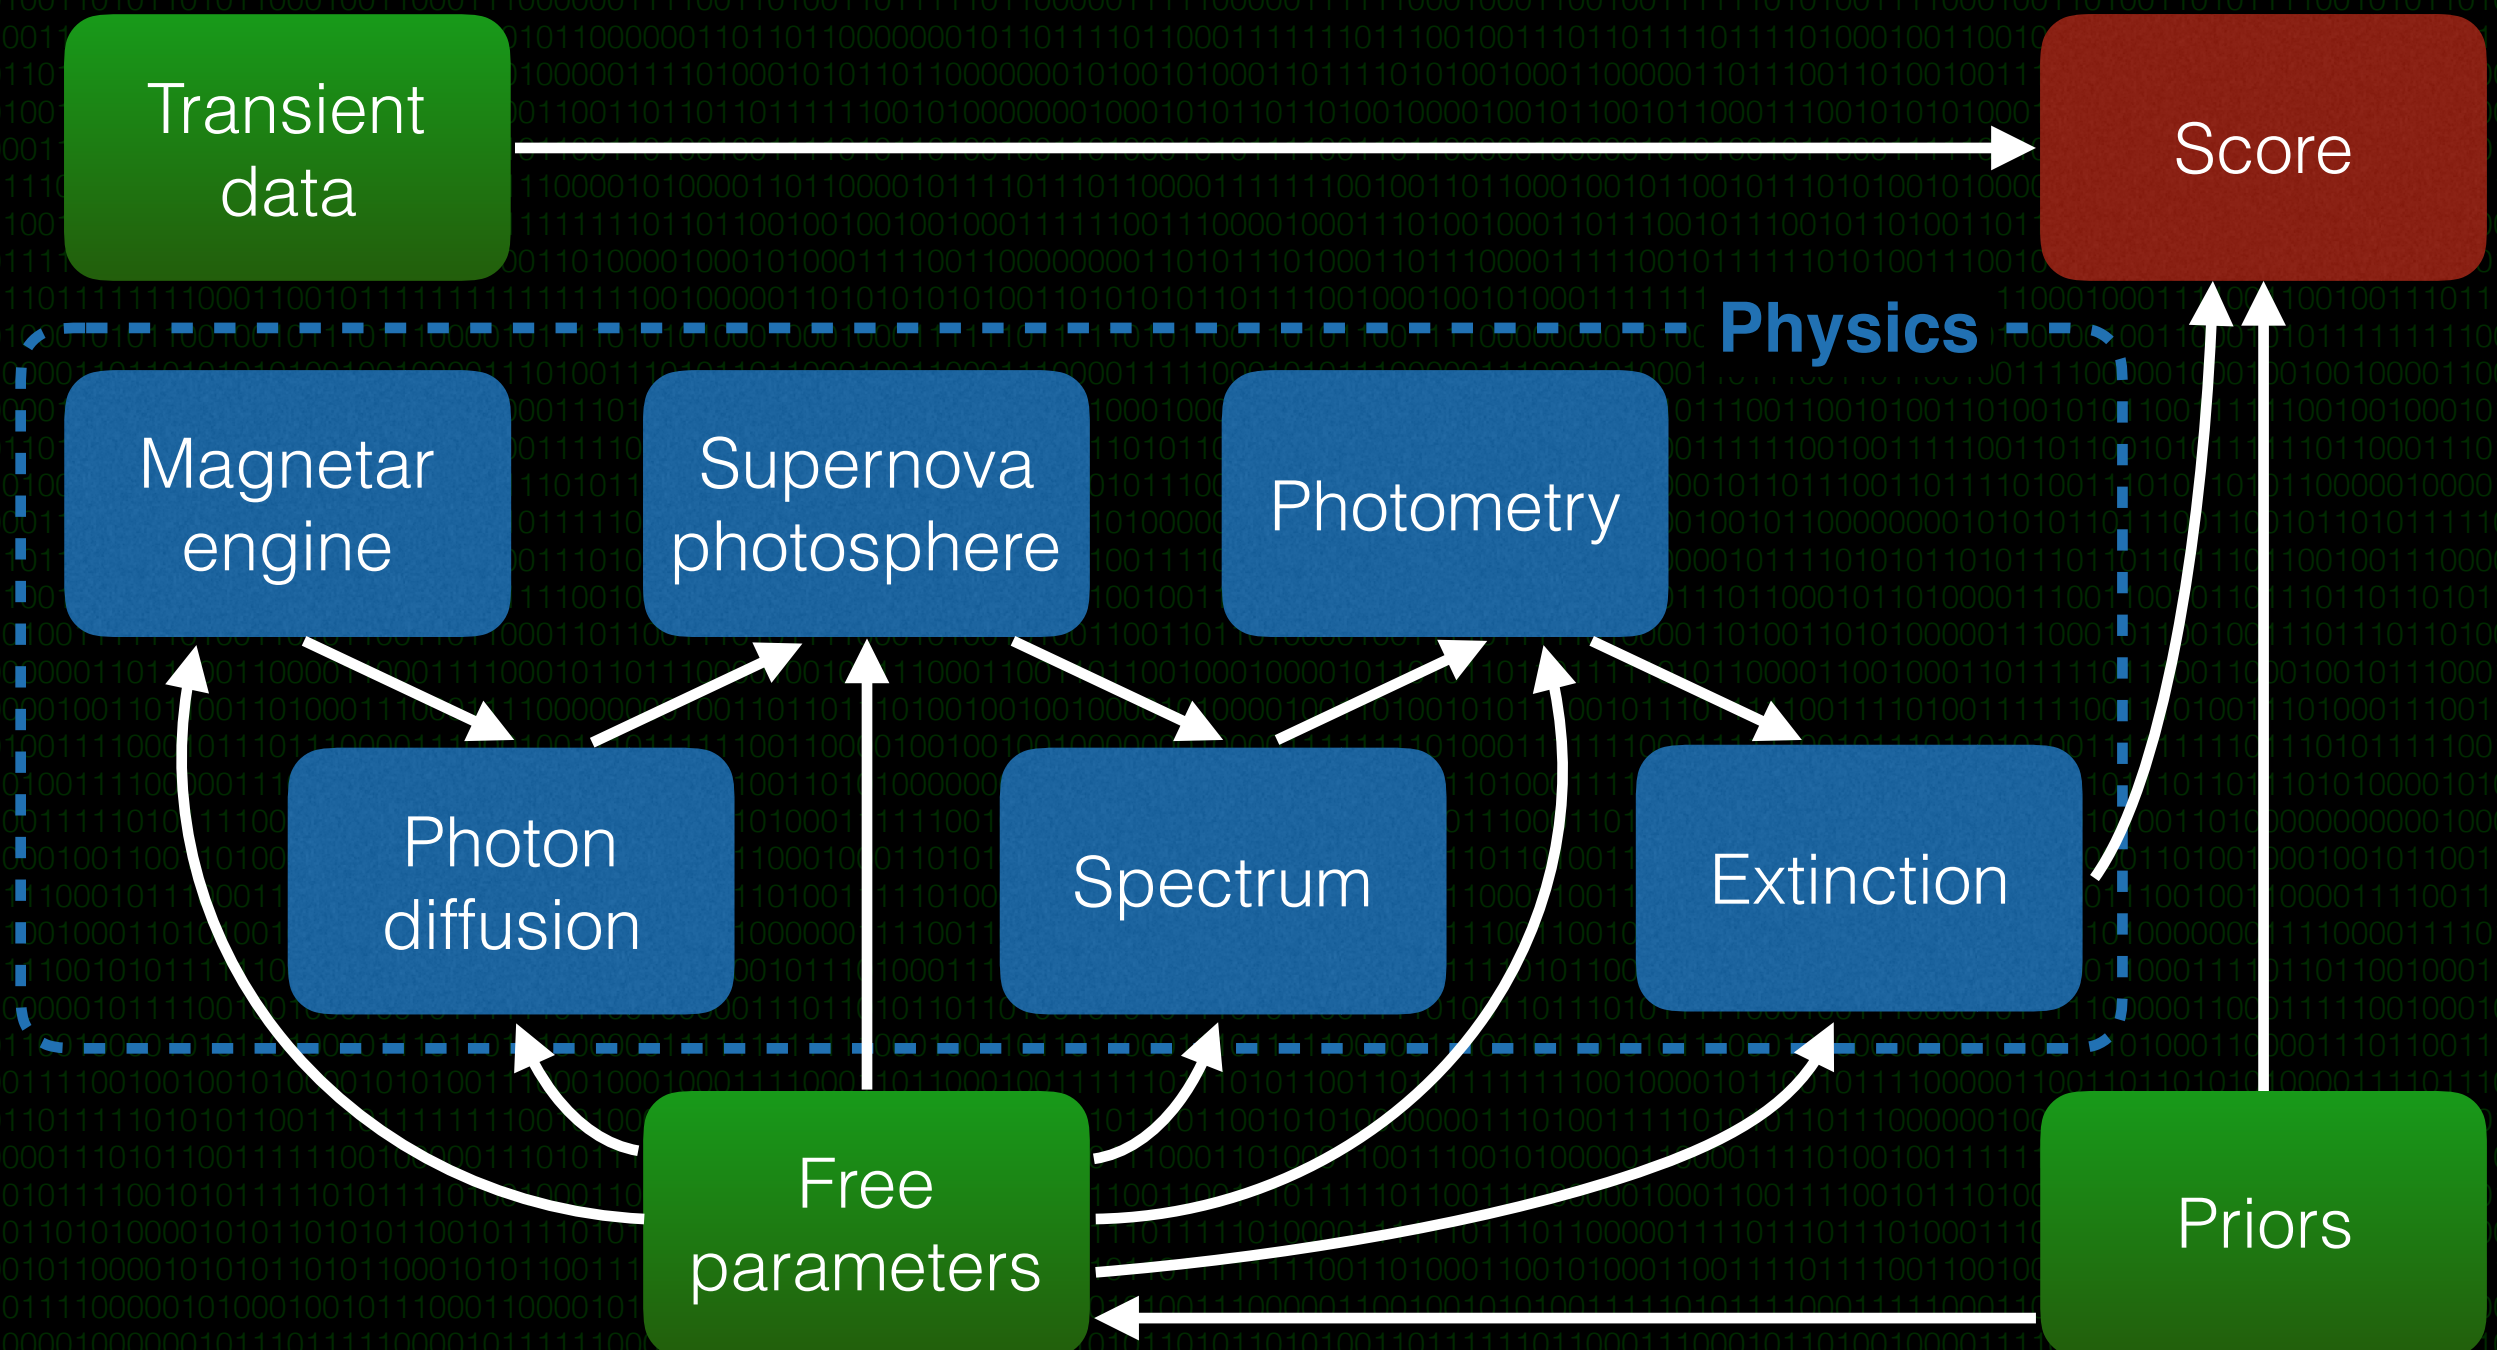 Transient
data
Score
Physics
Magnetar
engine
Supernova
photosphere
Photometry
Photon
diffusion
Spectrum
Extinction
Free
parameters
Priors